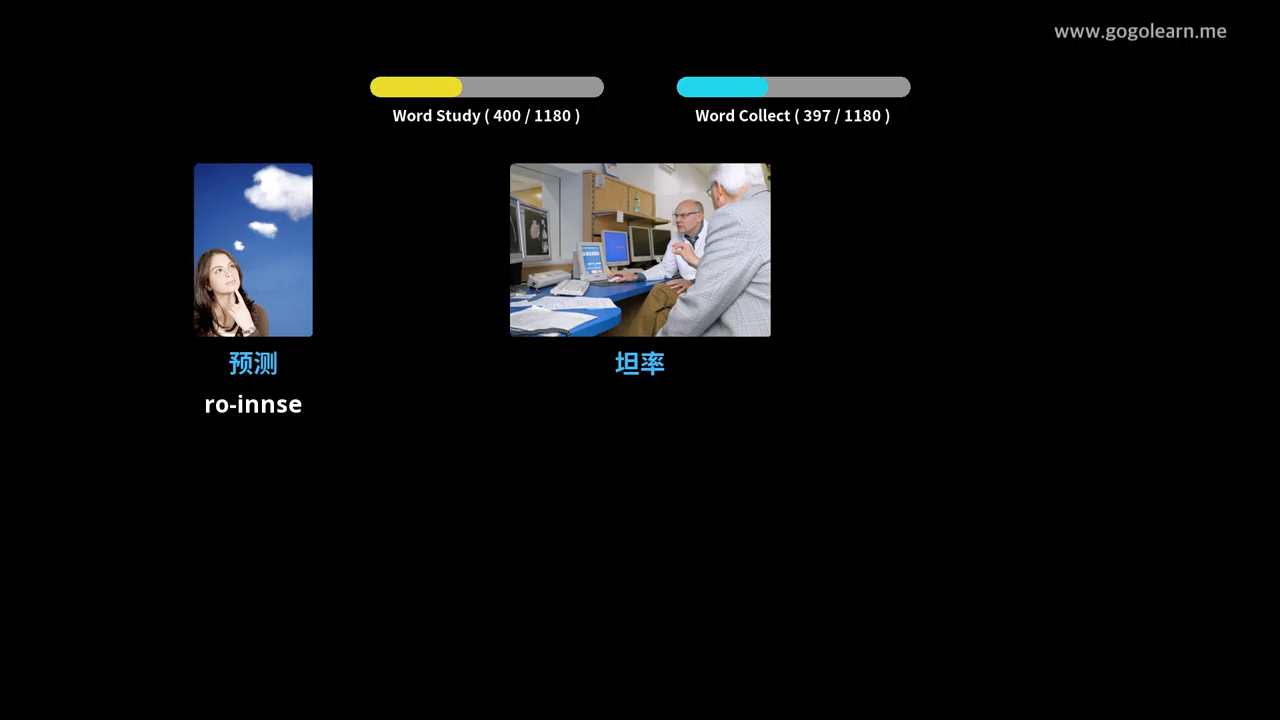 www.gogolearn.me
Word Study ( 400 / 1180 )
Word Collect ( 397 / 1180 )
预测
坦率
ro-innse